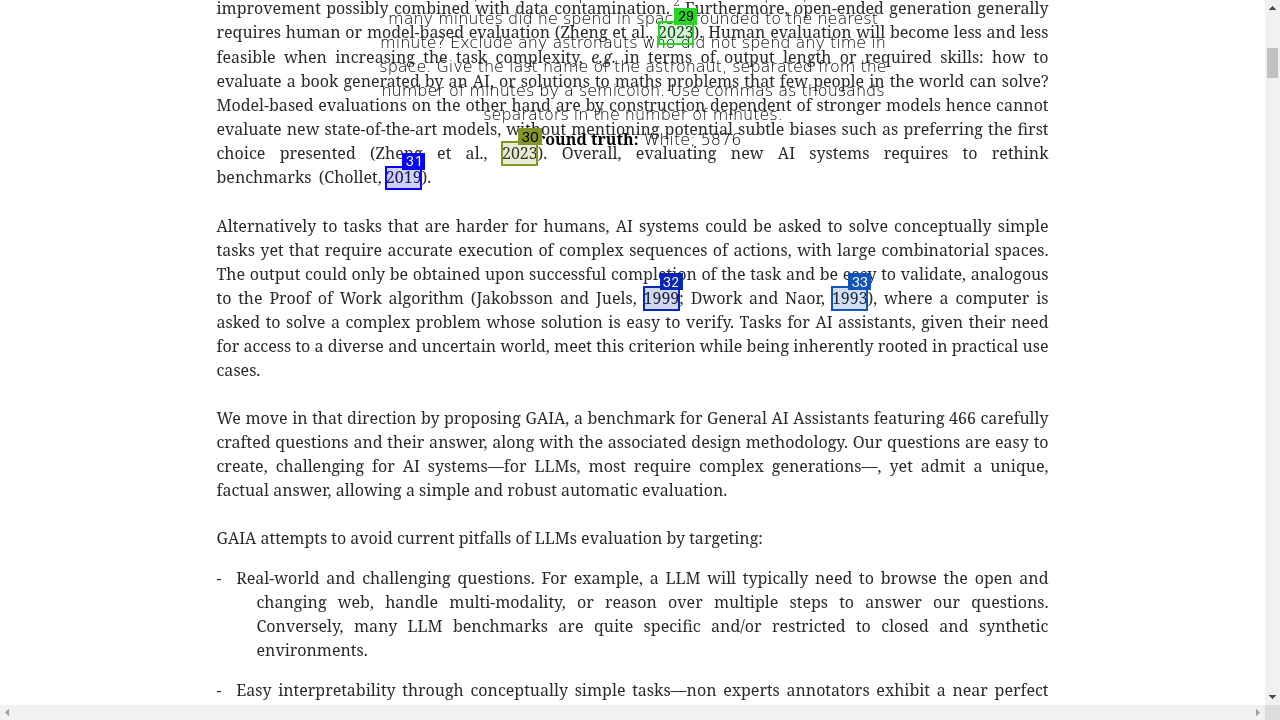 improvement possibly combined with data contamination. Furthermore, open-ended generation generally
many minutes did he spend in space, rounded to the nearest
29
requires human or model-based evaluation (Zheng et al., 2023). Human evaluation will become less and less
minute? Exclude any astronauts who did not spend any time in
feasible when increasing the task complexity, e.g. in terms of output length or required skills: how to
space. Give the last name of the astronaut, separated from the
evaluate a book generated by an AI, or solutions to maths problems that few people in the world can solve?
number of minutes by a semicolon. Use commas as thousands
Model-based evaluations on the other hand are by construction dependent of stronger models hence cannot
separators in the number of minutes.
evaluate new state-of-the-art models, without mentioning potential subtle biases such as preferring the first
30
round truth: White; 5876
choice presented (Zheng et al., 2023). Overall, evaluating new AI systems requires to rethink
31
benchmarks (Chollet, 2019).
Alternatively to tasks that are harder for humans, AI systems could be asked to solve conceptually simple
tasks yet that require accurate execution of complex sequences of actions, with large combinatorial spaces.
The output could only be obtained upon successful completion of the task and be easy to validate, analogous
32
33
to the Proof of Work algorithm (Jakobsson and Juels, 1999; Dwork and Naor, 1993), where a computer is
asked to solve a complex problem whose solution is easy to verify. Tasks for AI assistants, given their need
for access to a diverse and uncertain world, meet this criterion while being inherently rooted in practical use
cases.
We move in that direction by proposing GAIA, a benchmark for General AI Assistants featuring 466 carefully
crafted questions and their answer, along with the associated design methodology. Our questions are easy to
create, challenging for AI systems—for LLMs, most require complex generations—, yet admit a unique,
factual answer, allowing a simple and robust automatic evaluation.
GAIA attempts to avoid current pitfalls of LLMs evaluation by targeting:
- Real-world and challenging questions. For example, a LLM will typically need to browse the open and
changing web, handle multi-modality, or reason over multiple steps to answer our questions.
Conversely, many LLM benchmarks are quite specific and/or restricted to closed and synthetic
environments.
- Easy interpretability through conceptually simple tasks—non experts annotators exhibit a near perfect